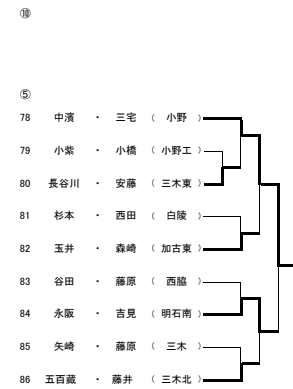 ⑩
⑤
78 中濱 ・ 三宅 ( 小野 )
79 小紫 ・ 小橋 ( 小野工 )
80 長谷川 ・ 安藤 ( 三木東 )
81 杉本 ・ 西田 ( 白陵 )
82 玉井 ・ 森崎 ( 加古東 )
83 谷田 ・ 藤原 ( 西脇 )
84 永阪 ・ 吉見 ( 明石南 )
85 矢崎 ・ 藤原 ( 三木 )
86 五百藏 ・ 藤井 ( 三木北 )